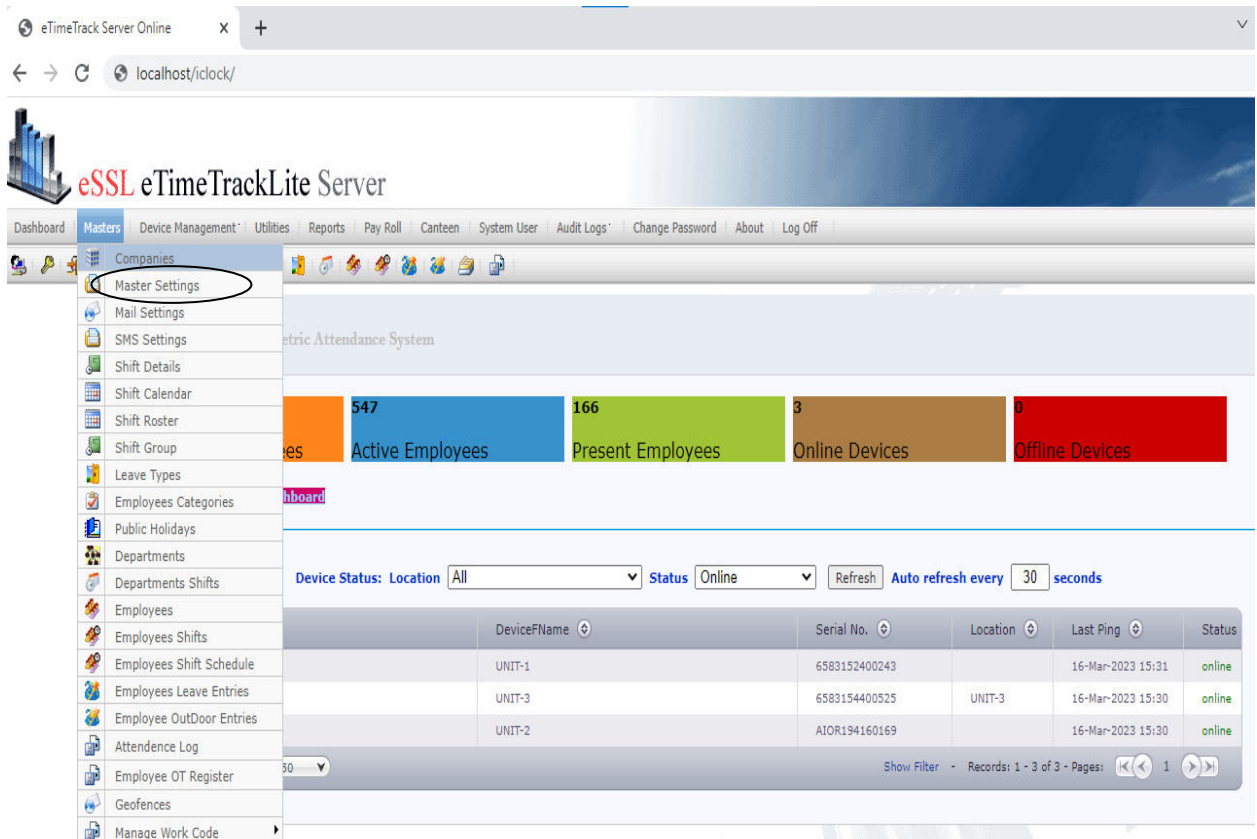 eTimeTrack Server Online
localhost/iclock/
eSSL eTimeTrackLite Server
Dashboard Masters Device Management Utilities Reports Pay Roll Canteen System User Audit Logs Change Password About Log Off
Companies
Master Settings
Mail Settings
SMS Settings
Shift Details
Shift Calendar
Shift Roster
Shift Group
Leave Types
Employees Categories
Public Holidays
Departments
Departments Shifts
Employees
Employees Shifts
Employees Shift Schedule
Employees Leave Entries
Employee OutDoor Entries
Attendence Log
Employee OT Register
Geofences
Manage Work Code
etric Attendance System
547 166 3 0
ees Active Employees Present Employees Online Devices Offline Devices
hboard
Device Status: Location All Status Online Refresh Auto refresh every 30 seconds
DeviceFName Serial No. Location Last Ping Status
UNIT-1 6583152400243 16-Mar-2023 15:31 online
UNIT-3 6583154400525 UNIT-3 16-Mar-2023 15:30 online
UNIT-2 AIOR194160169 16-Mar-2023 15:30 online
50 Show Filter - Records: 1 - 3 of 3 - Pages: 1